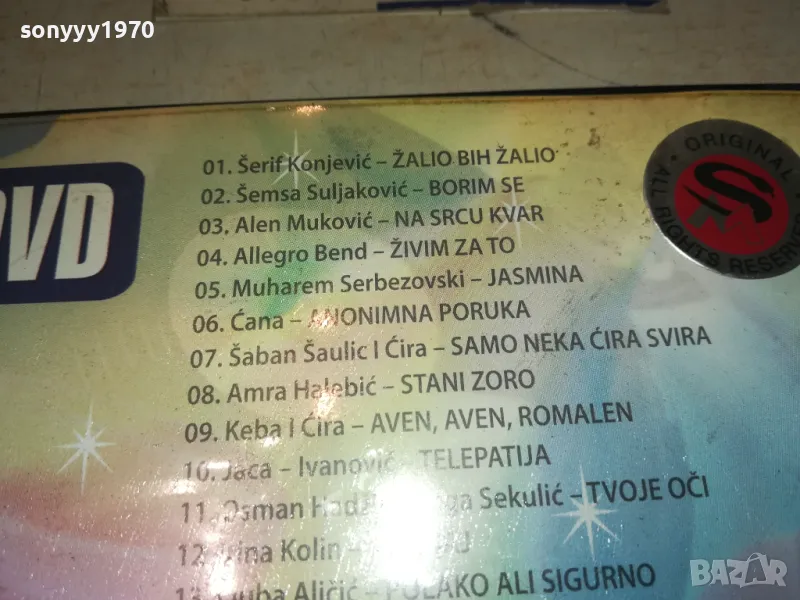 sonyyy1970
DVD
01. Šerif Konjević – ŽALIO BIH ŽALIO
02. Šemsa Suljaković – BORIM SE
03. Alen Muković – NA SRCU KVAR
04. Allegro Bend – ŽIVIM ZA TO
05. Muharem Serbezovski – JASMINA
06. Ćana – ANONIMNA PORUKA
07. Šaban Šaulic I Ćira – SAMO NEKA ĆIRA SVIRA
08. Amra Halebić – STANI ZORO
09. Keba I Ćira – AVEN, AVEN, ROMALEN
10. Jaca – Ivanović – TELEPATIJA
11. Osman Sekulić – TVOJE OČI
12. Kolin –
13. Aličić – POLAKO ALI SIGURNO
ORIGINAL • ALL RIGHTS RESERVED
BAZAR